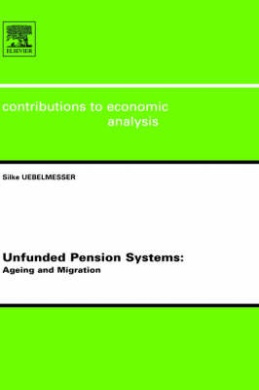 ELSEVIER
contributions to economic
analysis
Silke UEBELMESSER
Unfunded Pension Systems:
Ageing and Migration